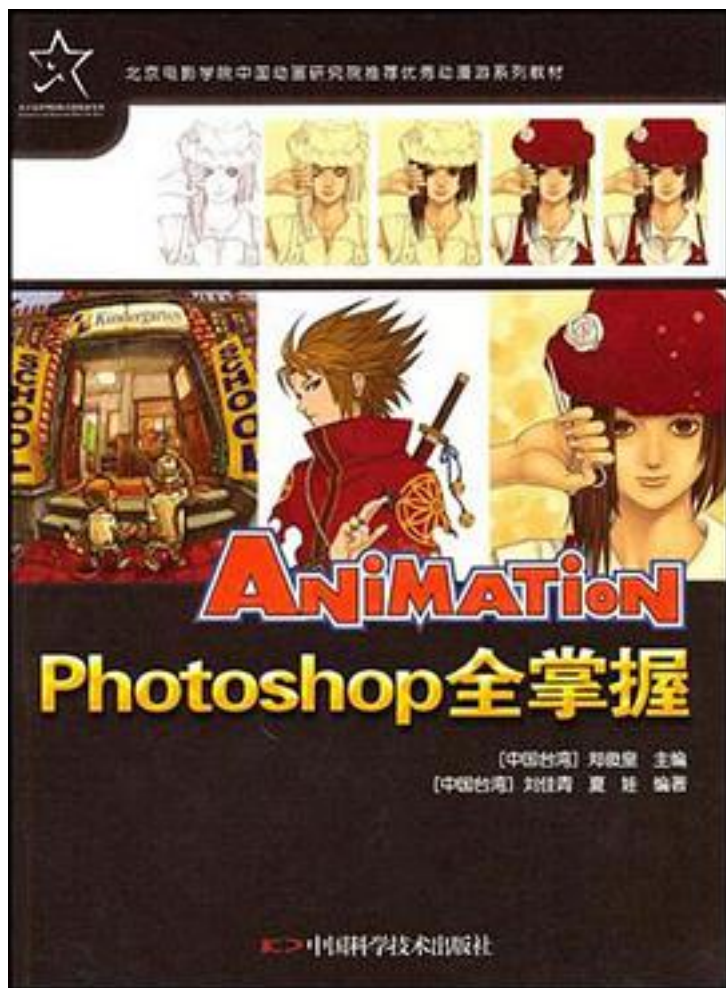 北京电影学院中国动画研究院推荐优秀动漫游系列教材
Kindergarten
SCHOOL
SCHOOL
ANiMATioN
Photoshop全掌握
[中国台湾] 郑俊皇 主编
[中国台湾] 刘佳青 夏 娃 编著
中国科学技术出版社